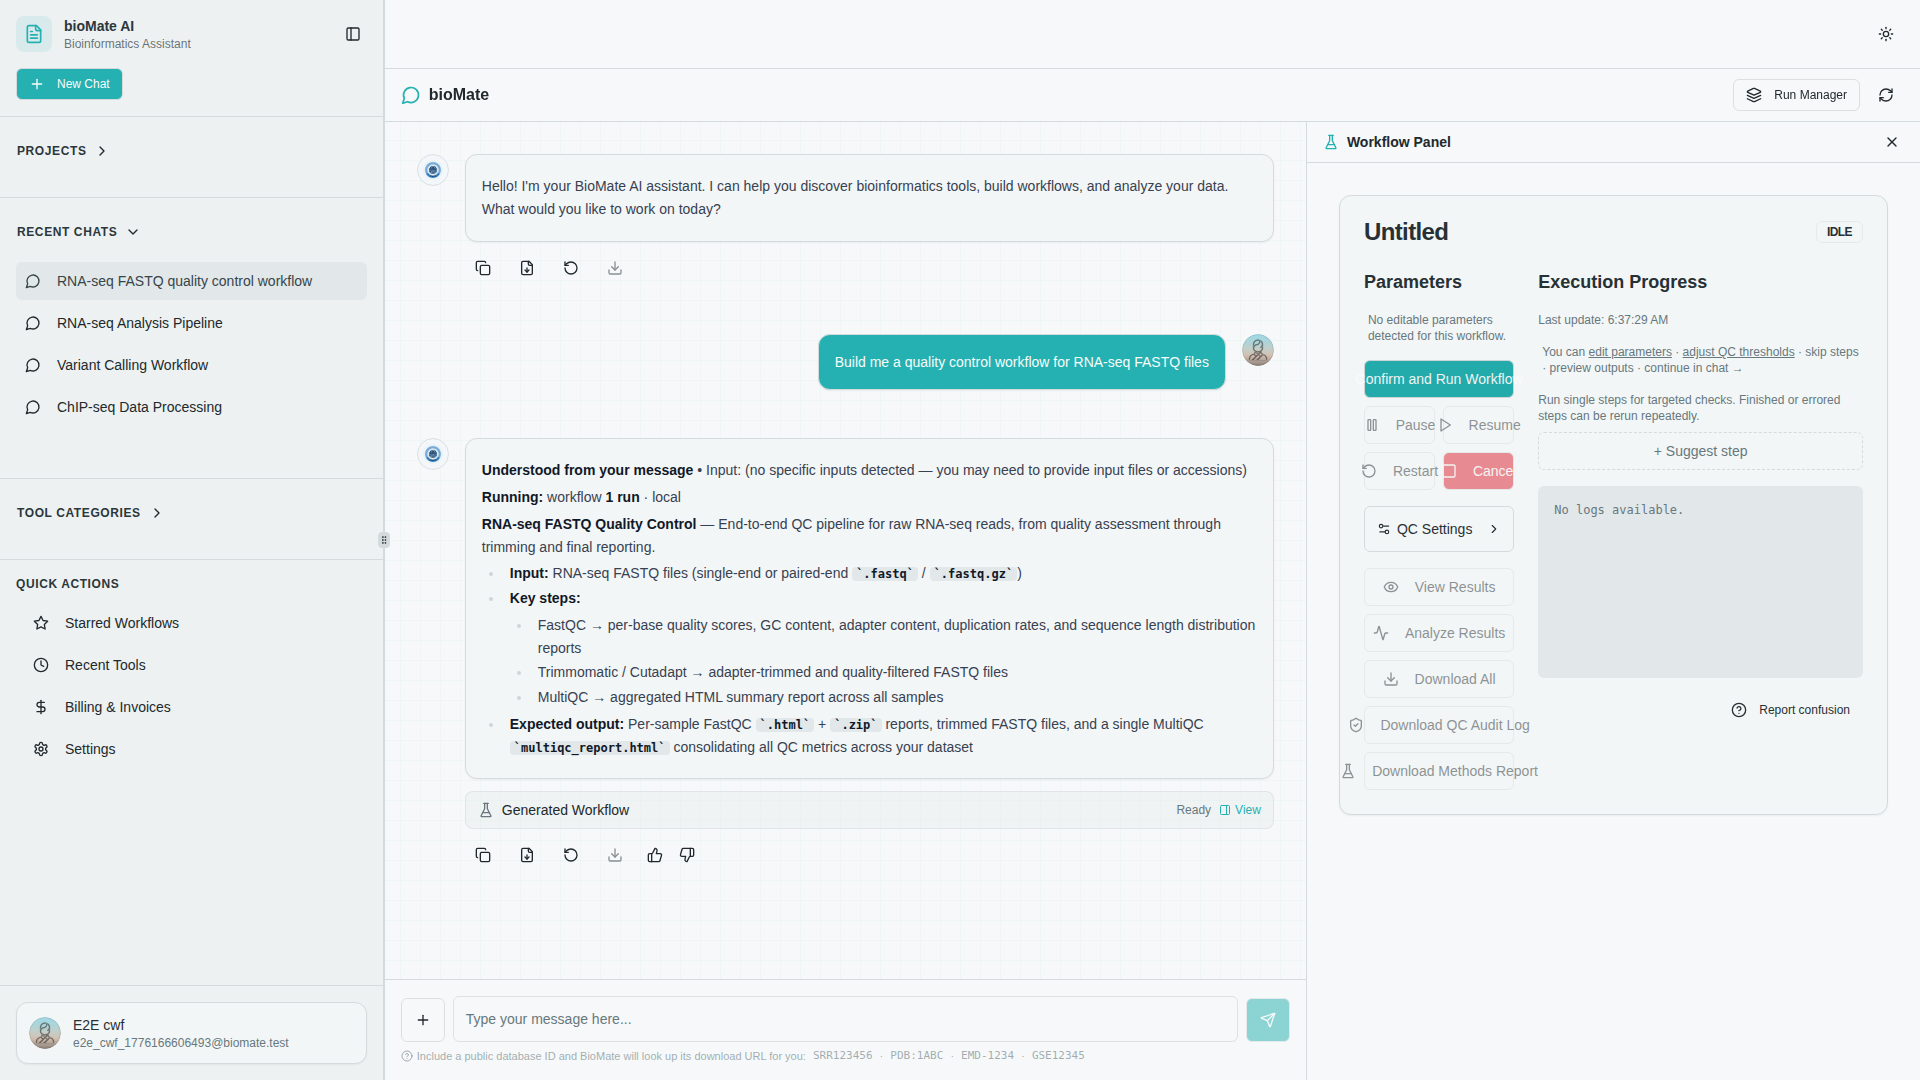 bioMate AI
Bioinformatics Assistant
New Chat
PROJECTS
RECENT CHATS
RNA-seq FASTQ quality control workflow
RNA-seq Analysis Pipeline
Variant Calling Workflow
ChIP-seq Data Processing
TOOL CATEGORIES
QUICK ACTIONS
Starred Workflows
Recent Tools
Billing & Invoices
Settings
E2E cwf
e2e_cwf_1776166606493@biomate.test
bioMate
Run Manager
Hello! I'm your BioMate AI assistant. I can help you discover bioinformatics tools, build workflows, and analyze your data.
What would you like to work on today?
Build me a quality control workflow for RNA-seq FASTQ files
Understood from your message • Input: (no specific inputs detected — you may need to provide input files or accessions)
Running: workflow 1 run · local
RNA-seq FASTQ Quality Control — End-to-end QC pipeline for raw RNA-seq reads, from quality assessment through
trimming and final reporting.
Input: RNA-seq FASTQ files (single-end or paired-end `.fastq` / `.fastq.gz`)
Key steps:
FastQC → per-base quality scores, GC content, adapter content, duplication rates, and sequence length distribution
reports
Trimmomatic / Cutadapt → adapter-trimmed and quality-filtered FASTQ files
MultiQC → aggregated HTML summary report across all samples
Expected output: Per-sample FastQC `.html` + `.zip` reports, trimmed FASTQ files, and a single MultiQC
`multiqc_report.html` consolidating all QC metrics across your dataset
Generated Workflow
Ready
View
Type your message here...
Include a public database ID and BioMate will look up its download URL for you: SRR123456 · PDB:1ABC · EMD-1234 · GSE12345
Workflow Panel
Untitled
IDLE
Parameters
No editable parameters
detected for this workflow.
onfirm and Run Workflo
Pause
Resume
Restart
Cance
QC Settings
View Results
Analyze Results
Download All
Download QC Audit Log
Download Methods Report
Execution Progress
Last update: 6:37:29 AM
You can edit parameters · adjust QC thresholds · skip steps
· preview outputs · continue in chat →
Run single steps for targeted checks. Finished or errored
steps can be rerun repeatedly.
+ Suggest step
No logs available.
Report confusion